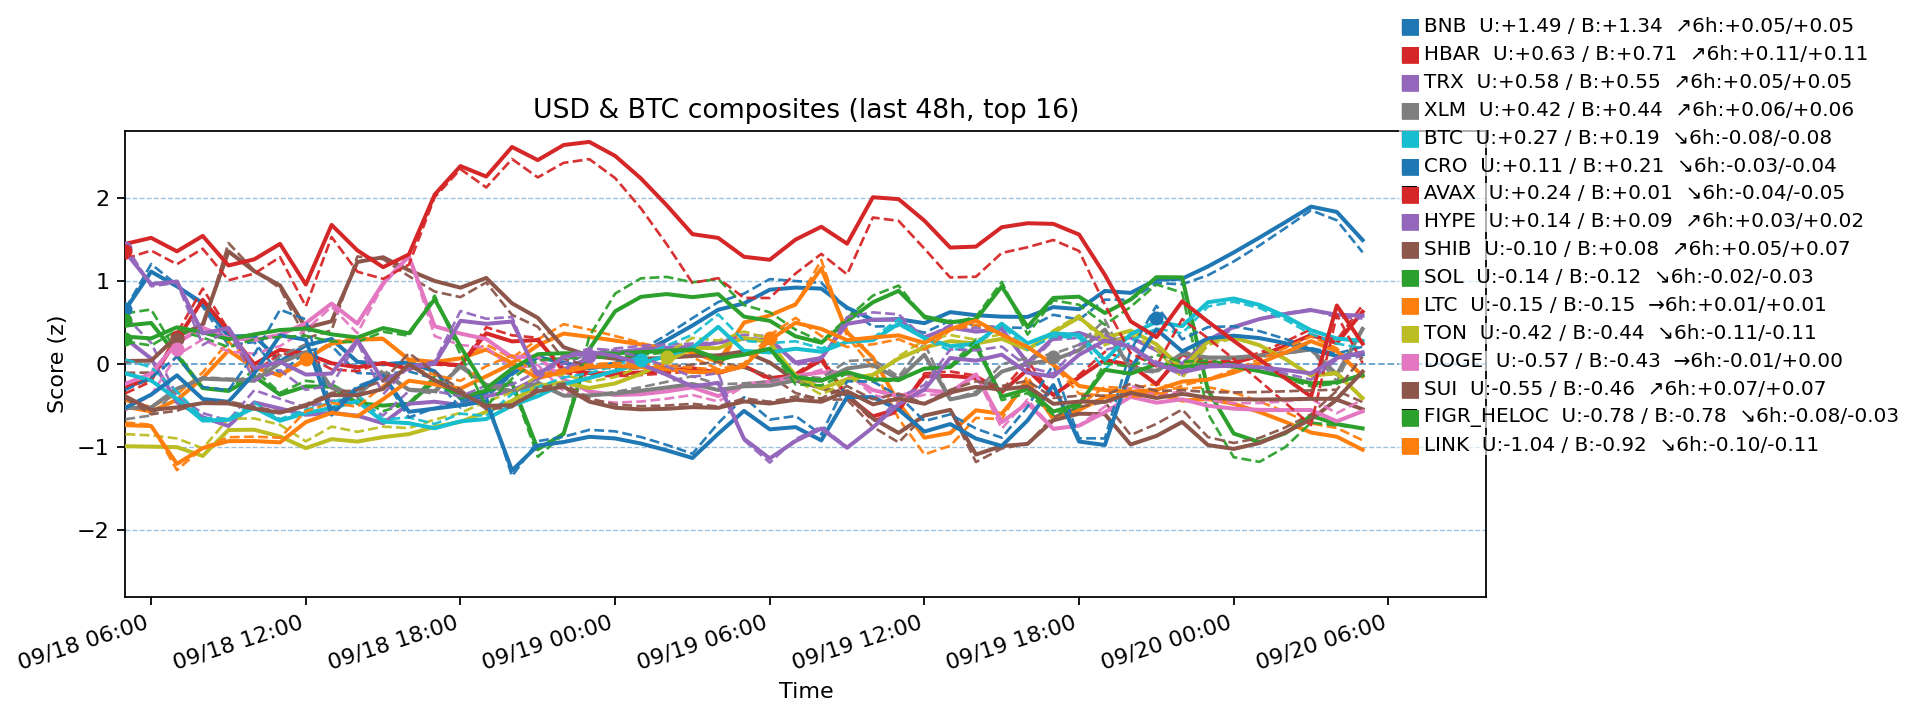 BNB U:+1.49 / B:+1.34 ↗6h:+0.05/+0.05
HBAR U:+0.63 / B:+0.71 ↗6h:+0.11/+0.11
TRX U:+0.58 / B:+0.55 ↗6h:+0.05/+0.05
XLM U:+0.42 / B:+0.44 ↗6h:+0.06/+0.06
BTC U:+0.27 / B:+0.19 ↘6h:-0.08/-0.08
CRO U:+0.11 / B:+0.21 ↘6h:-0.03/-0.04
AVAX U:+0.24 / B:+0.01 ↘6h:-0.04/-0.05
HYPE U:+0.14 / B:+0.09 ↗6h:+0.03/+0.02
SHIB U:-0.10 / B:+0.08 ↗6h:+0.05/+0.07
SOL U:-0.14 / B:-0.12 ↘6h:-0.02/-0.03
LTC U:-0.15 / B:-0.15 →6h:+0.01/+0.01
TON U:-0.42 / B:-0.44 ↘6h:-0.11/-0.11
DOGE U:-0.57 / B:-0.43 →6h:-0.01/+0.00
SUI U:-0.55 / B:-0.46 ↗6h:+0.07/+0.07
FIGR_HELOC U:-0.78 / B:-0.78 ↘6h:-0.08/-0.03
LINK U:-1.04 / B:-0.92 ↘6h:-0.10/-0.11
USD & BTC composites (last 48h, top 16)
Score (z)
2
1
0
−1
−2
09/18 06:00
09/18 12:00
09/18 18:00
09/19 00:00
09/19 06:00
09/19 12:00
09/19 18:00
09/20 00:00
09/20 06:00
Time